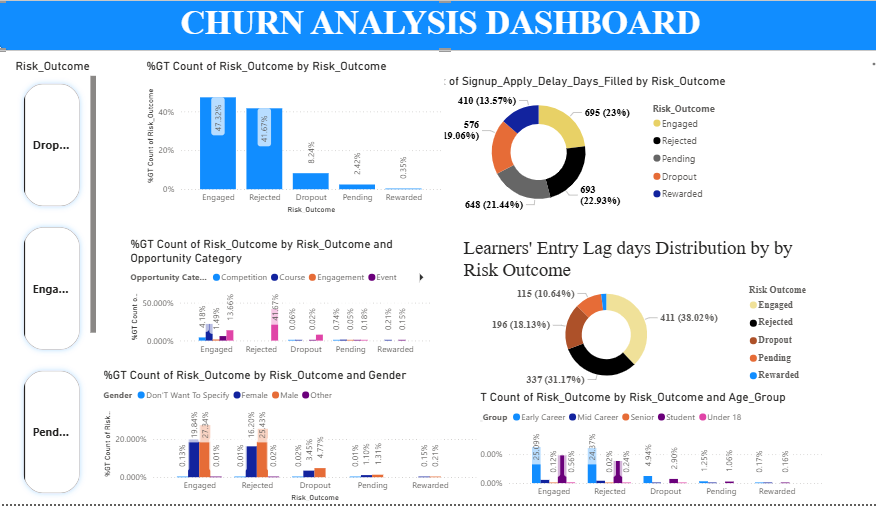 CHURN ANALYSIS DASHBOARD
Risk_Outcome
Drop...
Enga...
Pend...
%GT Count of Risk_Outcome by Risk_Outcome
%GT Count of Risk_Outcome
40%
20%
0%
47.32%
41.67%
8.24%
2.42%
0.35%
Engaged
Rejected
Dropout
Pending
Rewarded
Risk_Outcome
: of Signup_Apply_Delay_Days_Filled by Risk_Outcome
410 (13.57%)
695 (23%)
576
19.06%)
648 (21.44%)
693
(22.93%)
Risk_Outcome
Engaged
Rejected
Pending
Dropout
Rewarded
%GT Count of Risk_Outcome by Risk_Outcome and
Opportunity Category
Opportunity Cate... Competition Course Engagement Event
%GT Count o..
50.000%
0.000%
4.18%
1.49%
13.66%
41.67%
0.06%
0.02%
0.74%
0.05%
0.18%
0.21%
0.15%
Engaged
Rejected
Dropout
Pending
Rewarded
Learners' Entry Lag days Distribution by by
Risk Outcome
115 (10.64%)
196 (18.13%)
411 (38.02%)
337 (31.17%)
Risk Outcome
Engaged
Rejected
Dropout
Pending
Rewarded
%GT Count of Risk_Outcome by Risk_Outcome and Gender
Gender Don'T Want To Specify Female Male Other
%GT Count of Risk..
20.000%
0.000%
0.13%
19.84%
27.34%
0.01%
0.01%
16.20%
25.43%
0.02%
0.02%
3.45%
4.77%
0.01%
1.10%
1.31%
0.15%
0.21%
Engaged
Rejected
Dropout
Pending
Rewarded
Risk_Outcome
T Count of Risk_Outcome by Risk_Outcome and Age_Group
Group Early Career Mid Career Senior Student Under 18
0.00%
0.00%
25.09%
0.12%
0.56%
24.37%
0.02%
0.24%
4.94%
2.90%
1.25%
1.06%
0.17%
0.16%
Engaged
Rejected
Dropout
Pending
Rewarded